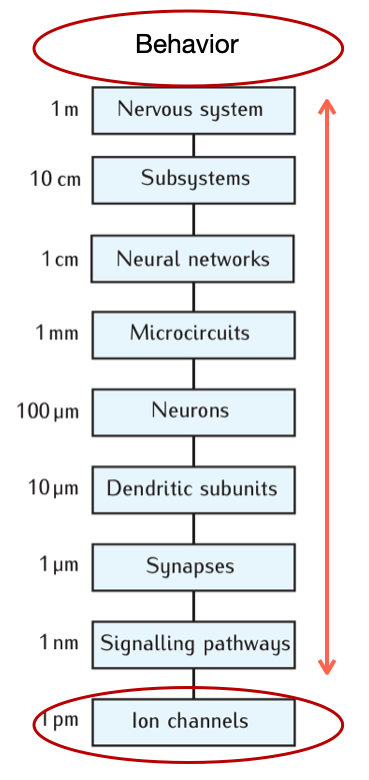 Behavior
1 m Nervous system
10 cm Subsystems
1 cm Neural networks
1 mm Microcircuits
100 µm Neurons
10 µm Dendritic subunits
1 µm Synapses
1 nm Signalling pathways
1 pm Ion channels